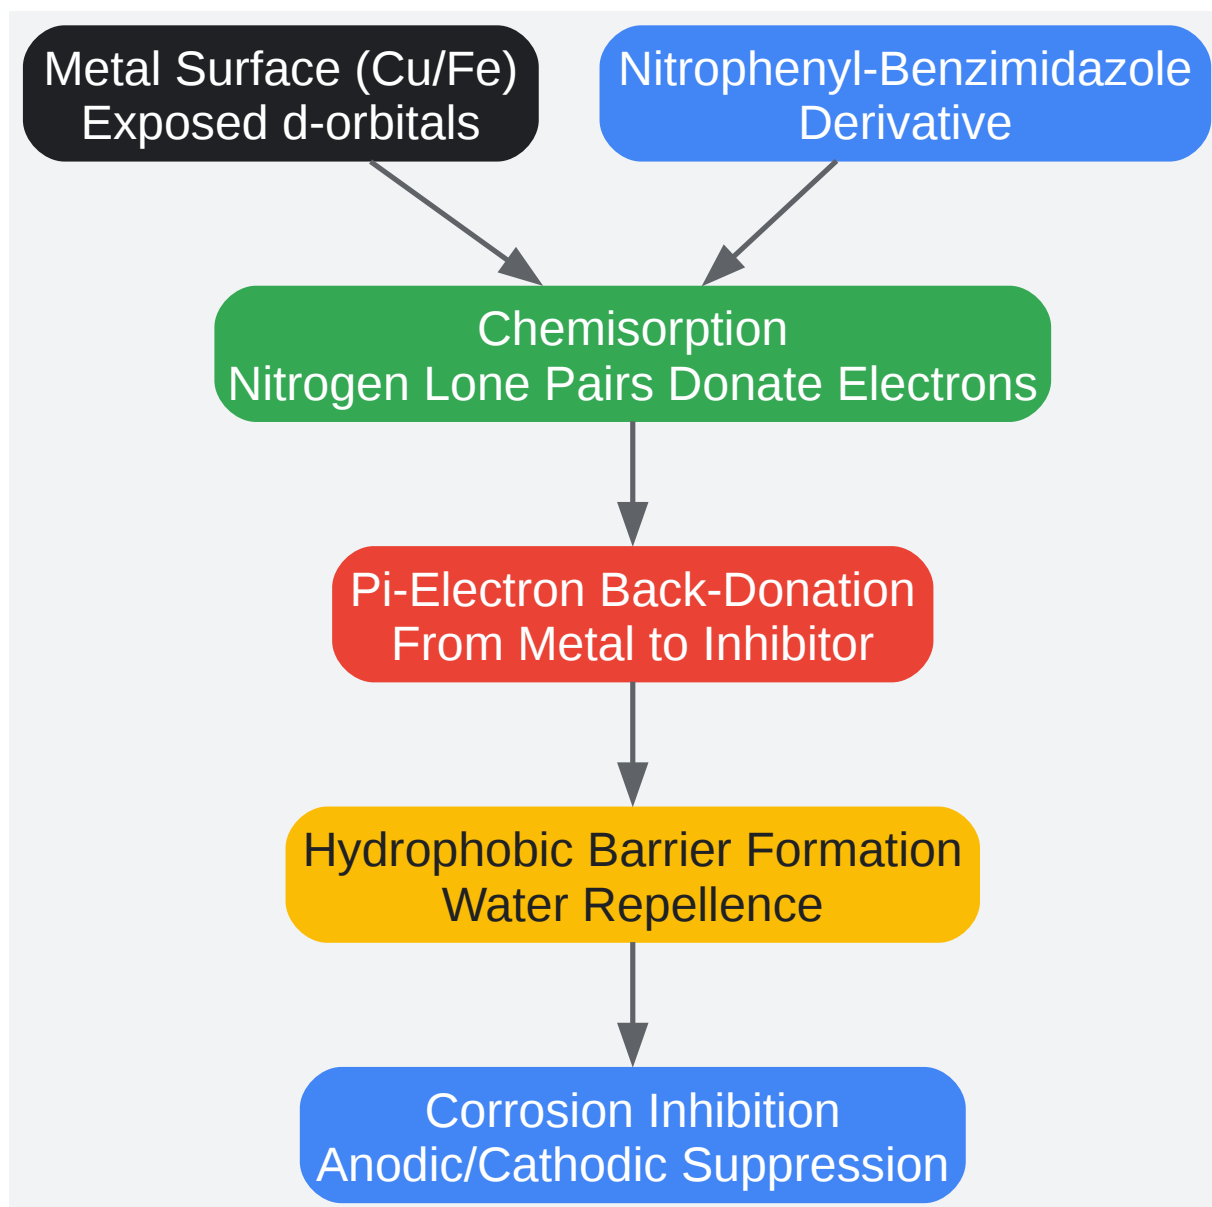 Metal Surface (Cu/Fe)
Exposed d-orbitals
Nitrophenyl-Benzimidazole
Derivative
Chemisorption
Nitrogen Lone Pairs Donate Electrons
Pi-Electron Back-Donation
From Metal to Inhibitor
Hydrophobic Barrier Formation
Water Repellence
Corrosion Inhibition
Anodic/Cathodic Suppression